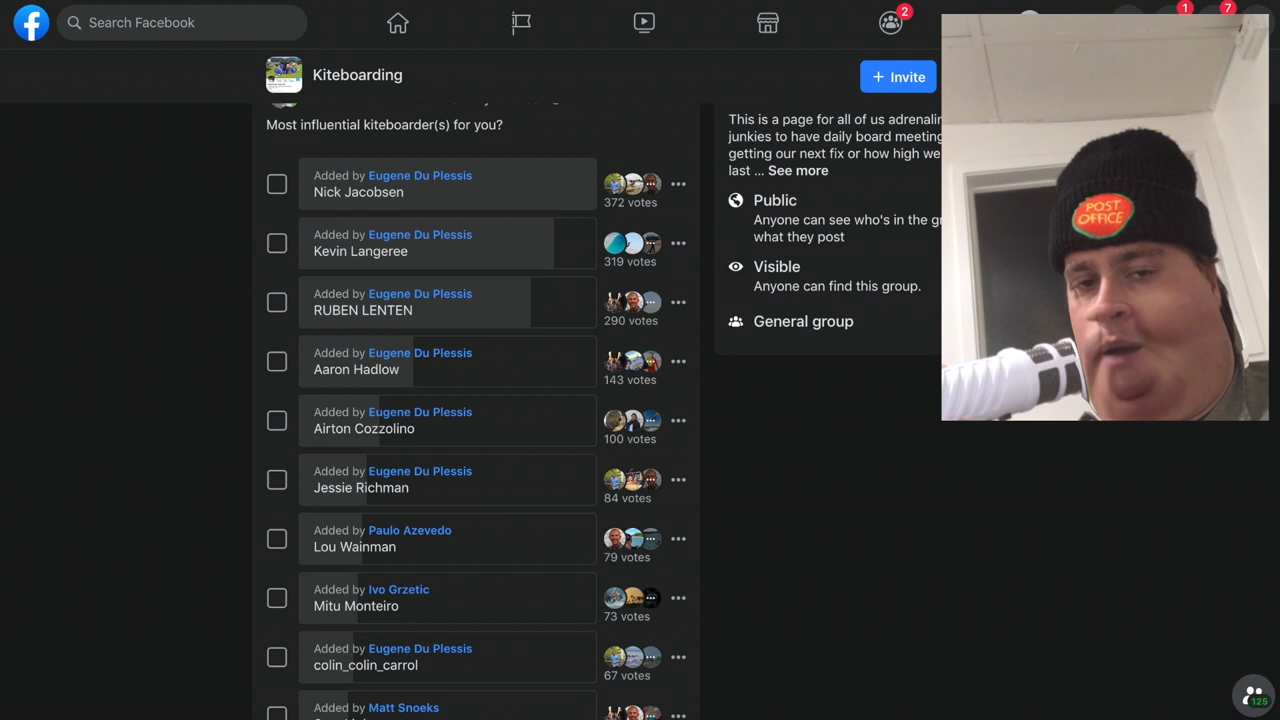 Search Facebook
2
1
7
Kiteboarding
+ Invite
Most influential kiteboarder(s) for you?
Added by Eugene Du Plessis
Nick Jacobsen
372 votes
Added by Eugene Du Plessis
Kevin Langeree
319 votes
Added by Eugene Du Plessis
RUBEN LENTEN
290 votes
Added by Eugene Du Plessis
Aaron Hadlow
143 votes
Added by Eugene Du Plessis
Airton Cozzolino
100 votes
Added by Eugene Du Plessis
Jessie Richman
84 votes
Added by Paulo Azevedo
Lou Wainman
79 votes
Added by Ivo Grzetic
Mitu Monteiro
73 votes
Added by Eugene Du Plessis
colin_colin_carrol
67 votes
Added by Matt Snoeks
This is a page for all of us
junkies to have daily board
getting our next fix or how high we
last ... See more
Public
Anyone can see who's in the
what they post
Visible
Anyone can find this group.
General group
POST
OFFICE
125